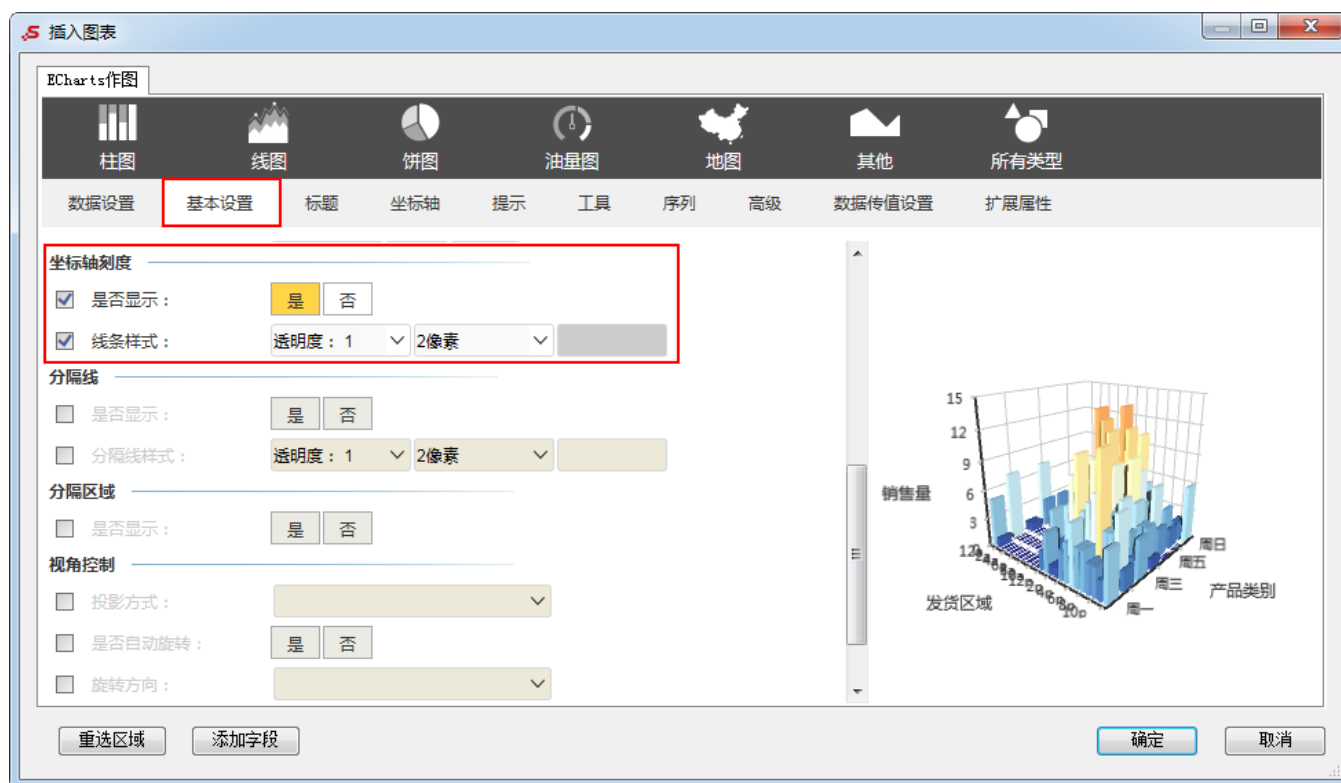 S 插入图表
ECharts作图
柱图 线图 饼图 油量图 地图 其他 所有类型
数据设置 基本设置 标题 坐标轴 提示 工具 序列 高级 数据传值设置 扩展属性
坐标轴刻度
是否显示： 是 否
线条样式： 透明度：1 2像素
分隔线
是否显示： 是 否
分隔线样式： 透明度：1 2像素
分隔区域
是否显示： 是 否
视角控制
投影方式：
是否自动旋转： 是 否
旋转方向：
15
12
9
销售量 6
3
周日
周五
周三 产品类别
发货区域 10p 周一
重选区域 添加字段 确定 取消